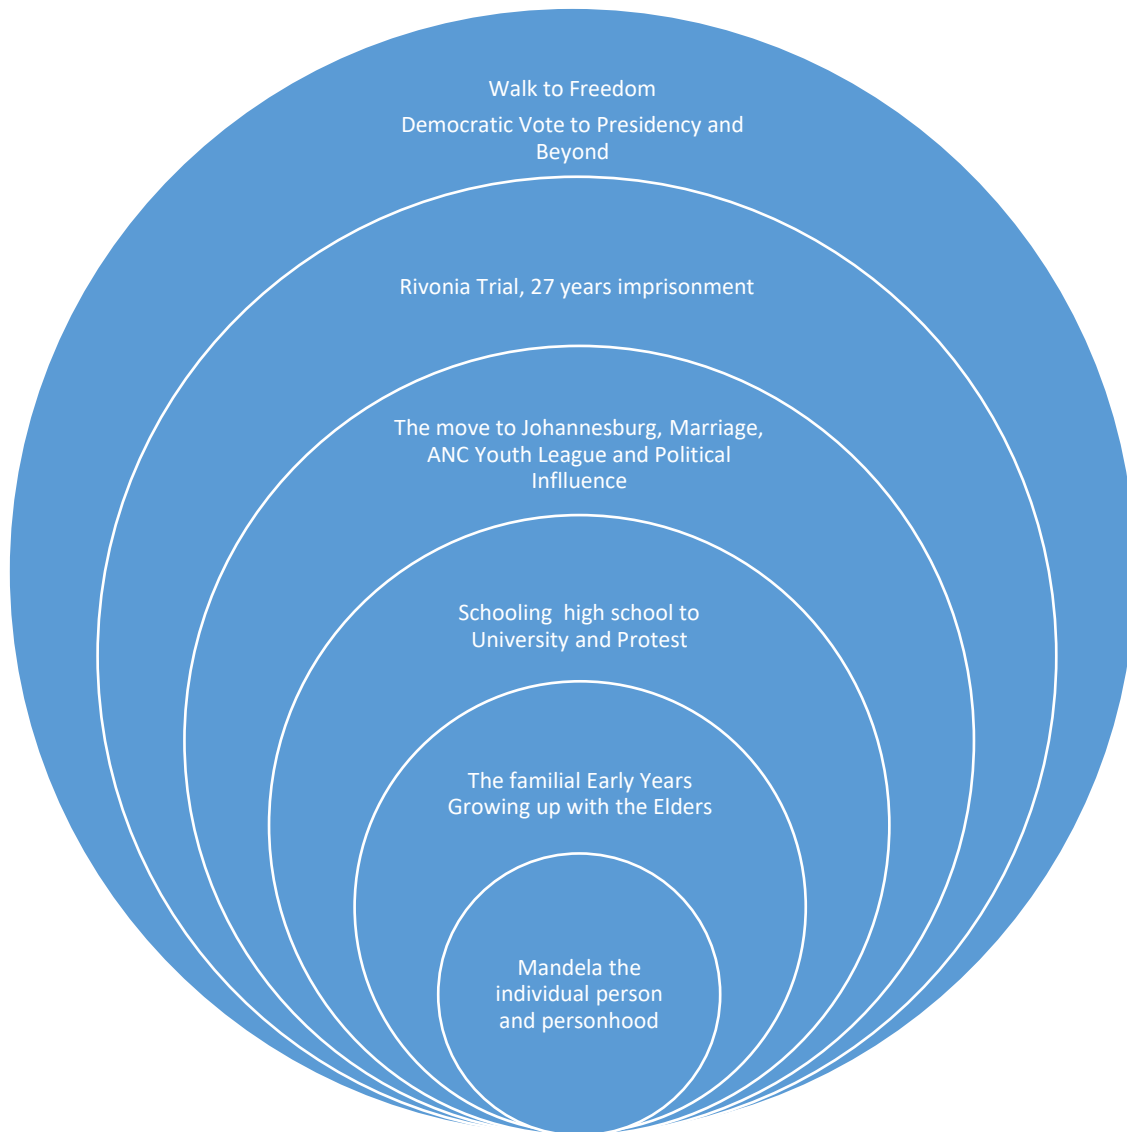 Walk to Freedom
Democratic Vote to Presidency and
Beyond
Rivonia Trial, 27 years imprisonment
The move to Johannesburg, Marriage,
ANC Youth League and Political
Inflluence
Schooling  high school to
University and Protest
The familial Early Years
Growing up with the Elders
Mandela the
individual person
and personhood